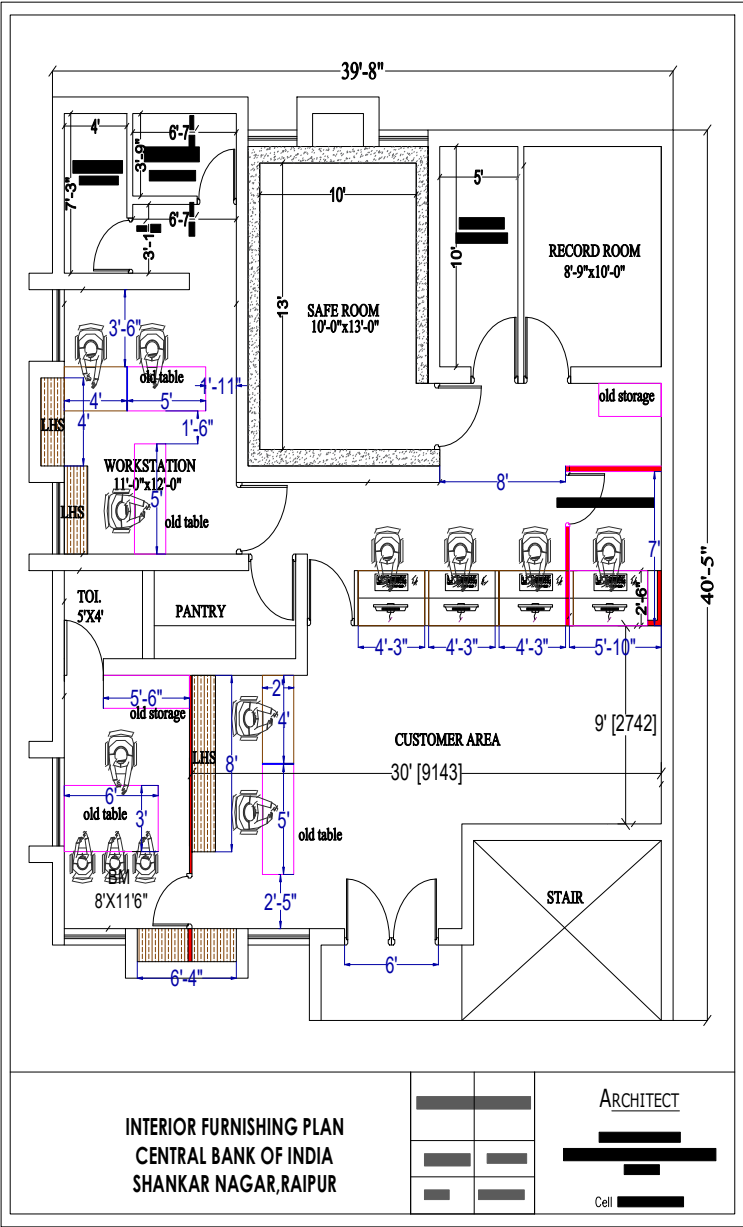 39'-8"
4'
6'-7
3'-9"
7'-3"
6'-7
3'-1
10'
13'
SAFE ROOM
10'-0"x13'-0"
5'
10'
RECORD ROOM
8'-9"x10'-0"
old storage
3'-6"
old table
4'
5'
1'-11"
4'
LHS
1'-6"
WORKSTATION
11'-0"x12'-0"
5'
LHS
old table
8'
7'
2'-6"
40'-5"
TOI.
5'X4'
PANTRY
4'-3"
4'-3"
4'-3"
5'-10"
5'-6"
old storage
2'
4'
LHS
8'
CUSTOMER AREA
9' [2742]
30' [9143]
6'
old table
3'
5'
old table
BM
8'X11'6"
2'-5"
STAIR
6'
6'-4"
INTERIOR FURNISHING PLAN
CENTRAL BANK OF INDIA
SHANKAR NAGAR,RAIPUR
ARCHITECT
Cell